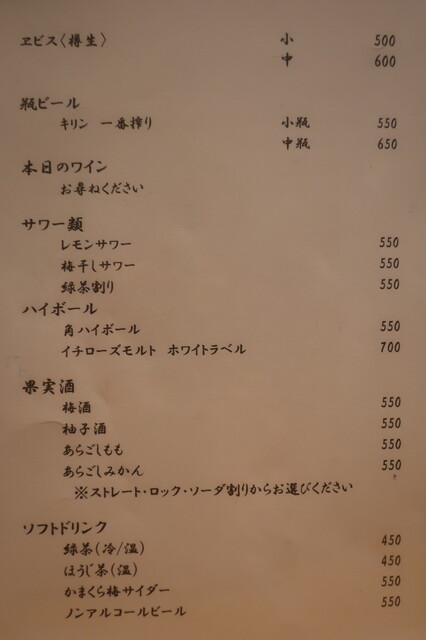 ヱビス〈樽生〉 小 500
中 600
瓶ビール
キリン 一番搾り 小瓶 550
中瓶 650
本日のワイン
お尋ねください
サワー類
レモンサワー 550
梅干しサワー 550
緑茶割り 550
ハイボール
角ハイボール 550
イチローズモルト ホワイトラベル 700
果実酒
梅酒 550
柚子酒 550
あらごしもも 550
あらごしみかん 550
※ストレート・ロック・ソーダ割りからお選びください
ソフトドリンク
緑茶(冷/温) 450
ほうじ茶(温) 450
かまくら梅サイダー 550
ノンアルコールビール 550